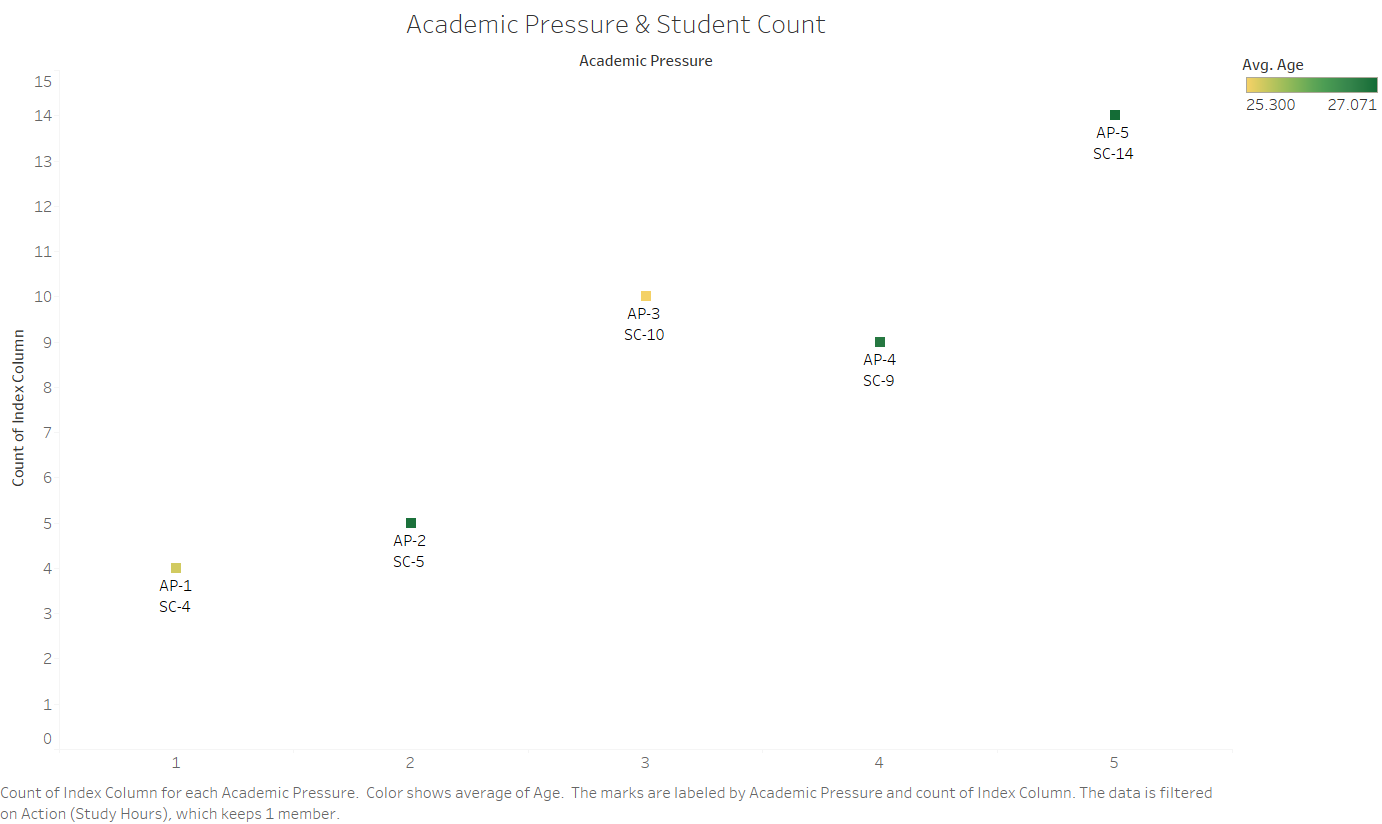 Academic Pressure & Student Count
Academic Pressure
Avg. Age
25.300 27.071
Count of Index Column
15
14
13
12
11
10
9
8
7
6
5
4
3
2
1
0
AP-5
SC-14
AP-3
SC-10
AP-4
SC-9
AP-2
SC-5
AP-1
SC-4
1 2 3 4 5
Count of Index Column for each Academic Pressure.  Color shows average of Age.  The marks are labeled by Academic Pressure and count of Index Column. The data is filtered
on Action (Study Hours), which keeps 1 member.